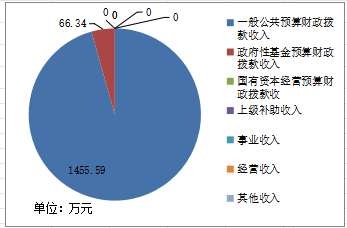 0
0
0
0
66.34
1455.59
单位：万元
一般公共预算财政拨
款收入
政府性基金预算财政
拨款收入
国有资本经营预算财
政拨款收
上级补助收入
事业收入
经营收入
其他收入